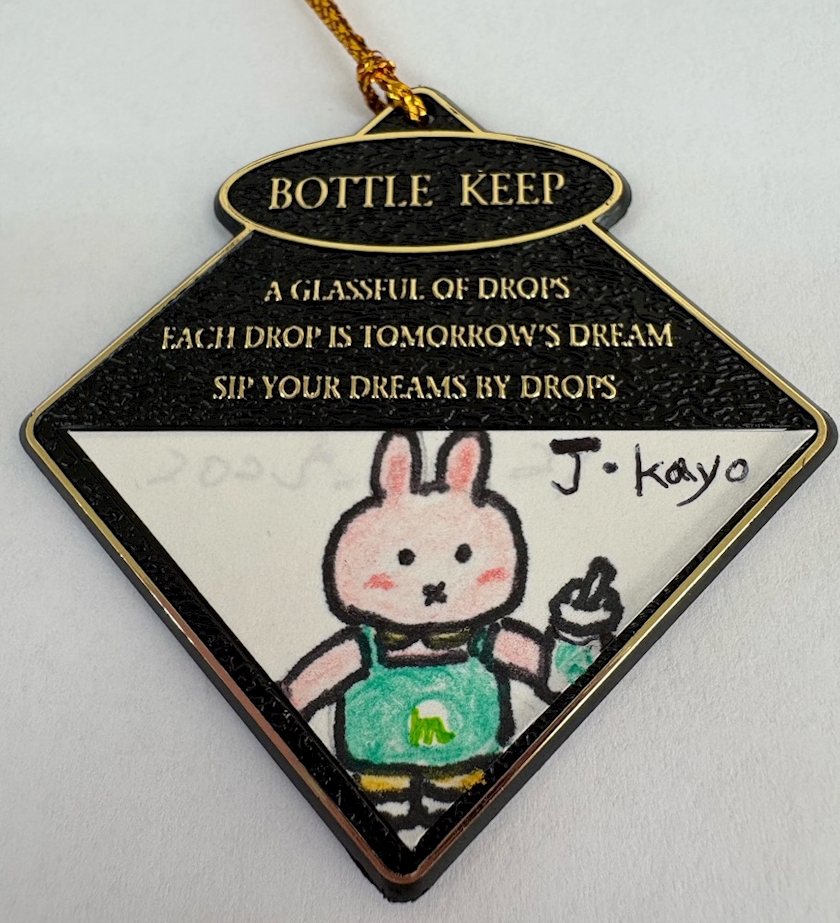 BOTTLE KEEP
A GLASSFUL OF DROPS
EACH DROP IS TOMORROW'S DREAM
SIP YOUR DREAMS BY DROPS
J・kayo
m